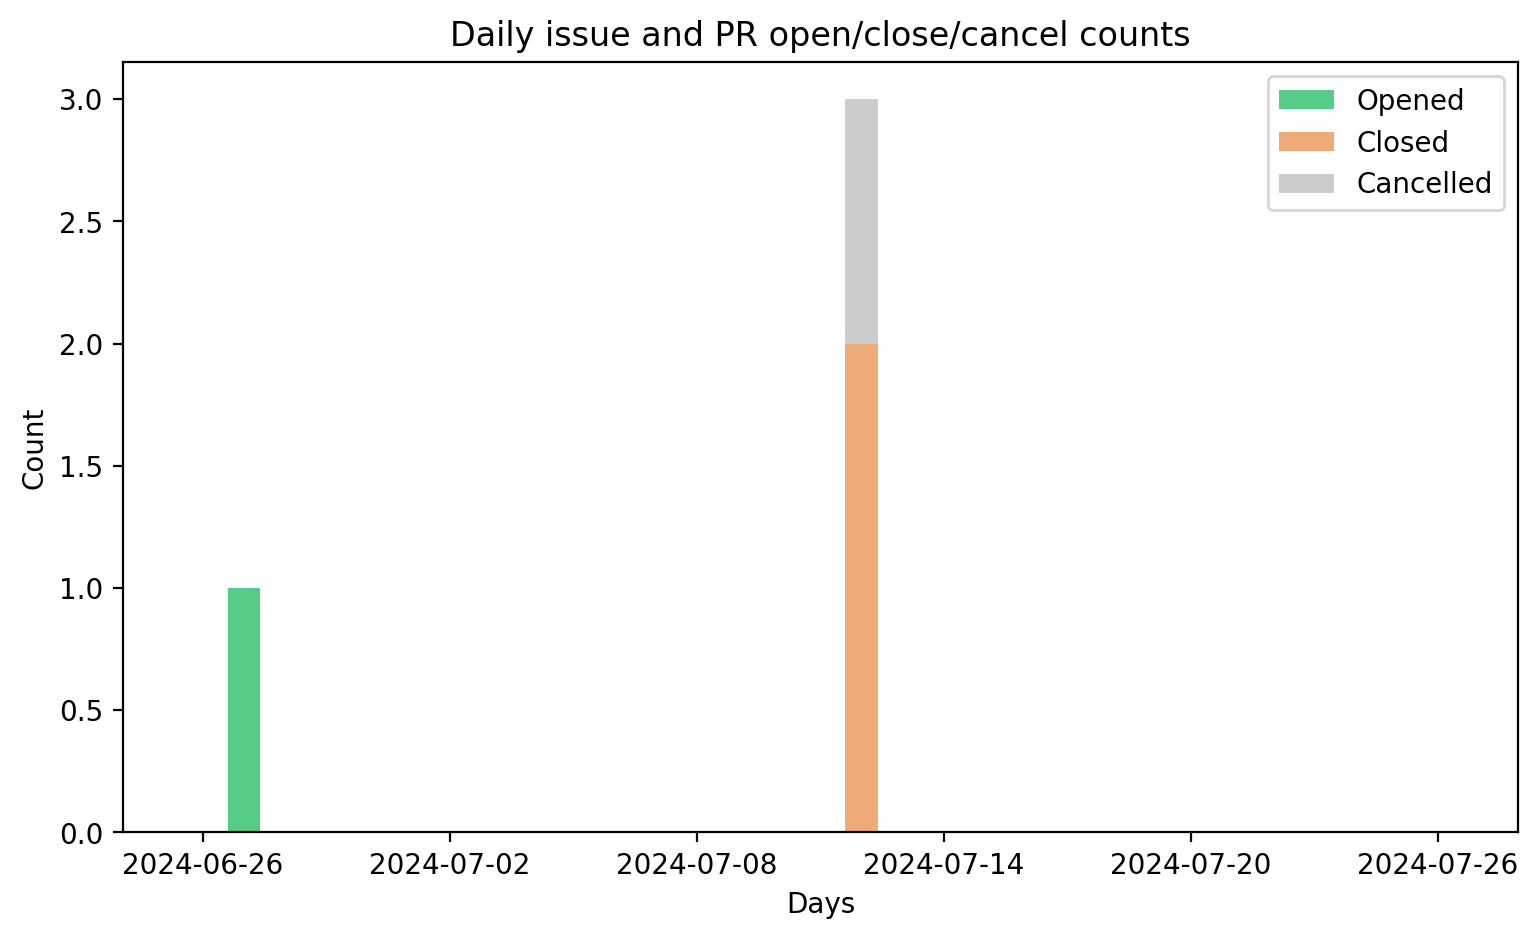 Daily issue and PR open/close/cancel counts
Opened
Closed
Cancelled
3.0
2.5
2.0
1.5
1.0
0.5
0.0
Count
2024-06-26 2024-07-02 2024-07-08 2024-07-14 2024-07-20 2024-07-26
Days